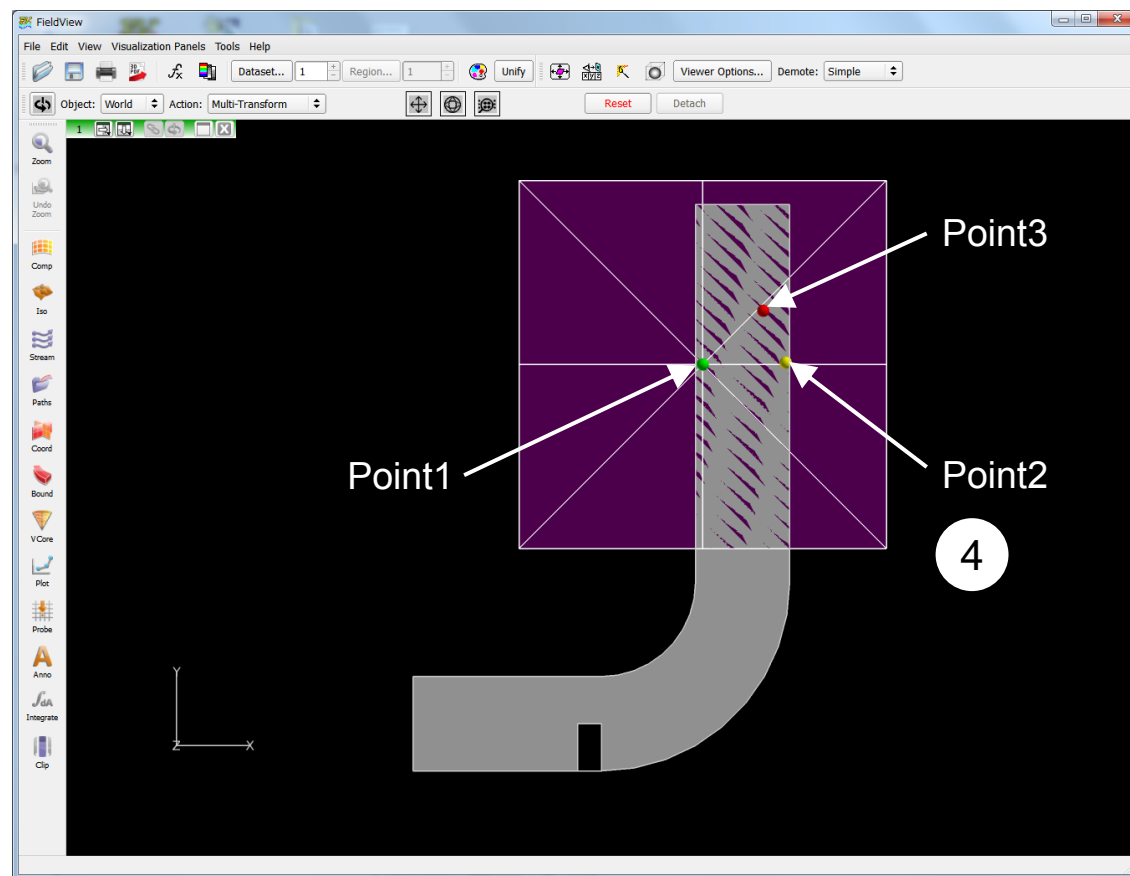 FieldView
File Edit View Visualization Panels Tools Help
Dataset... 1 Region... 1 Unify Viewer Options... Demote: Simple
Object: World Action: Multi-Transform Reset Detach
1
Zoom
Undo
Zoom
Comp
Iso
Stream
Paths
Coord
Bound
VCore
Plot
Probe
Anno
Integrate
Clip
Point3
Point1
Point2
4
Y
Z X